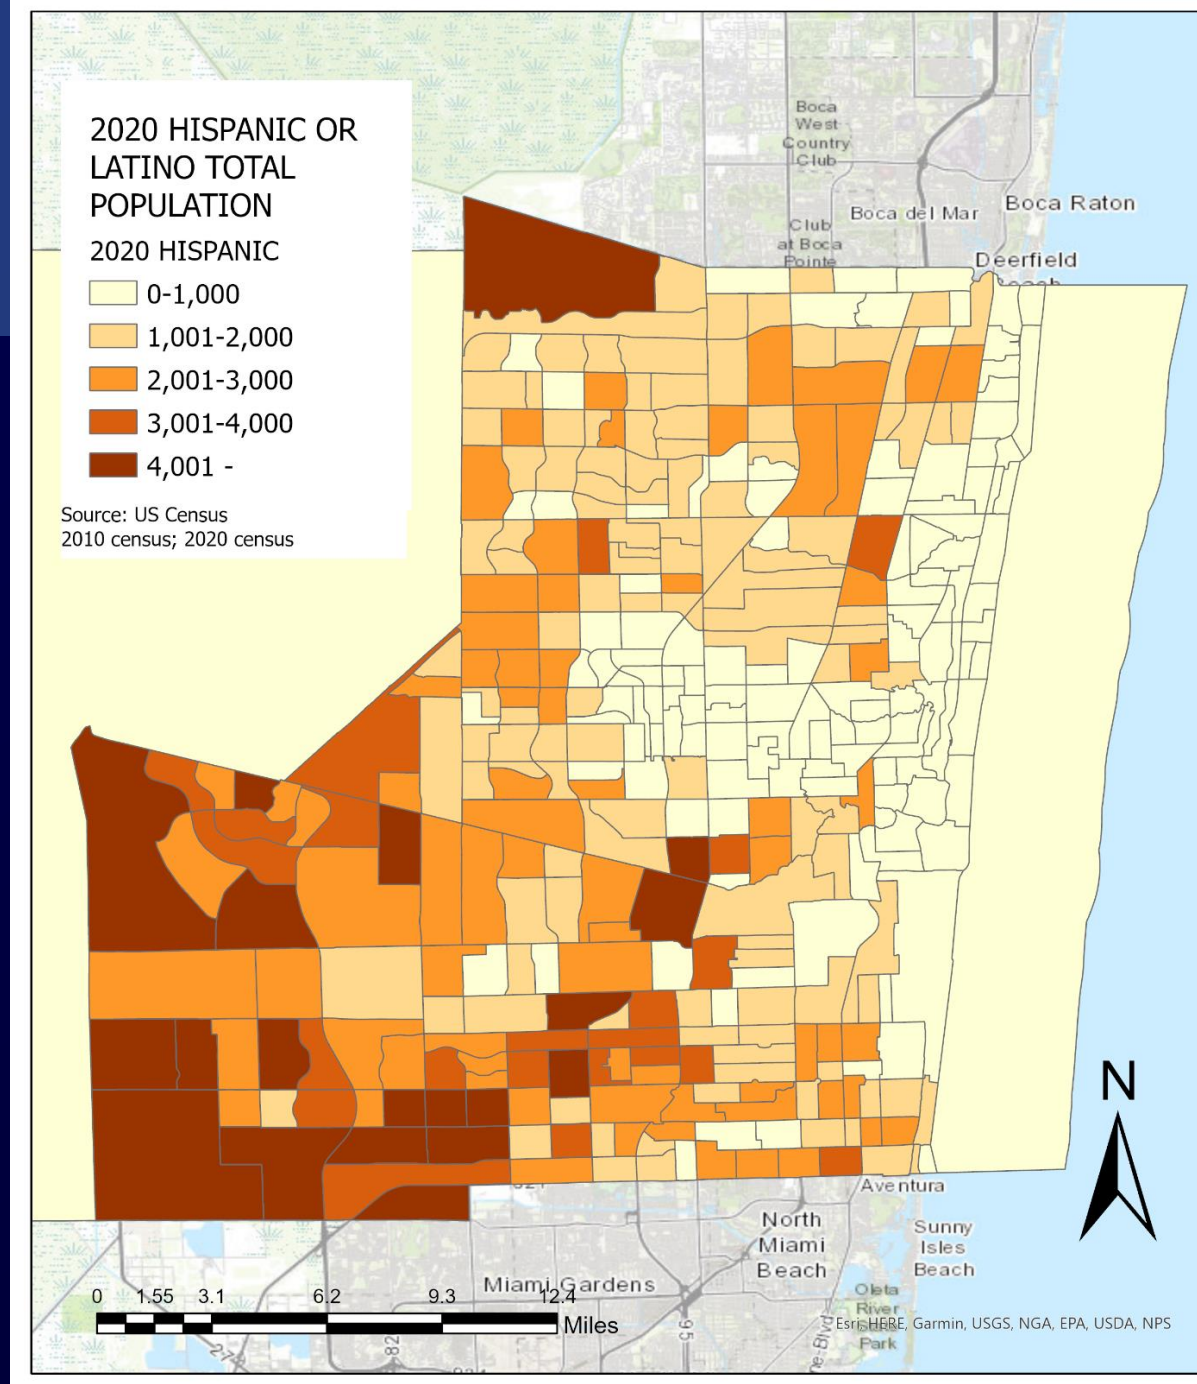 2020 HISPANIC OR
LATINO TOTAL
POPULATION
2020 HISPANIC
0-1,000
1,001-2,000
2,001-3,000
3,001-4,000
4,001 -
Source: US Census
2010 census; 2020 census
Boca
West
Country
Club
Boca Raton
Boca del Mar
Club
at Boca
Pointe
Deerfield
Beach
N
Aventura
North
Miami
Beach
Sunny
Isles
Beach
Miami Gardens
Oleta
River
Park
0 1.55 3.1 6.2 9.3 12.4
Miles
95
Esri, HERE, Garmin, USGS, NGA, EPA, USDA, NPS